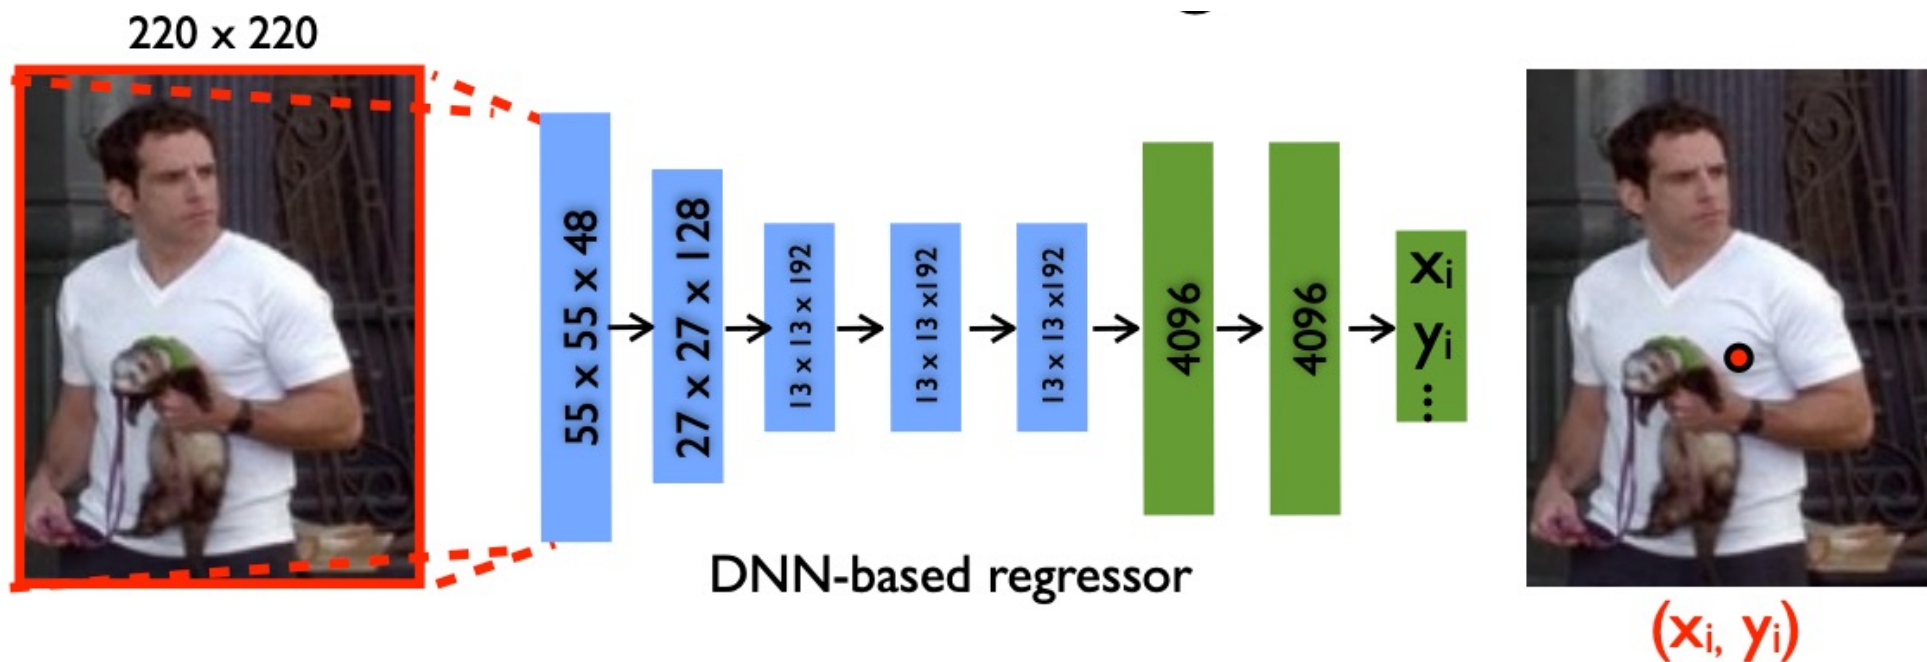 220 x 220
55 x 55 x 48
27 x 27 x 128
13 x 13 x 192
13 x 13 x192
13 x 13 x192
4096
4096
xi
yi
...
DNN-based regressor
(xi, yi)